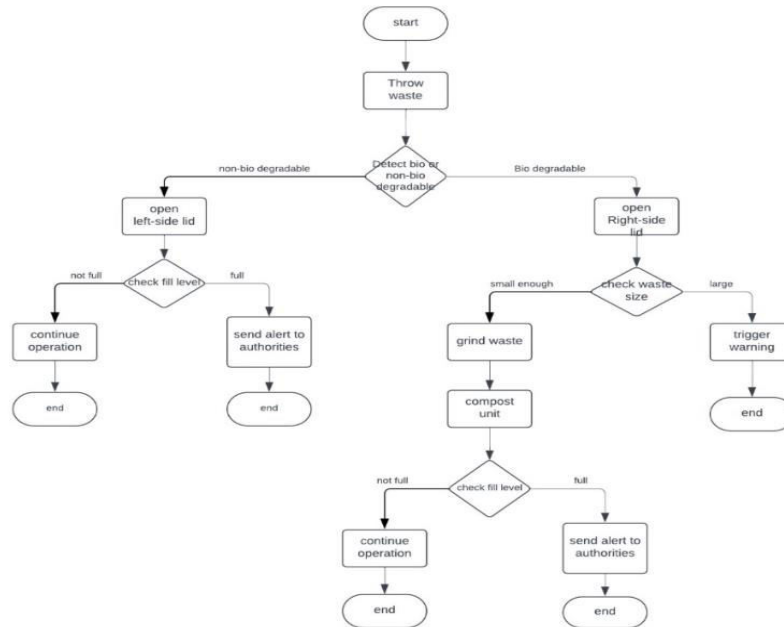 start
Throw
waste
Detect bio or
non-bio
degradable
non-bio degradable
Bio degradable
open
left-side lid
open
Right-side
lid
check fill level
not full
full
check waste
size
small enough
large
continue
operation
send alert to
authorities
grind waste
trigger
warning
end
end
compost
unit
end
check fill level
not full
full
continue
operation
send alert to
authorities
end
end